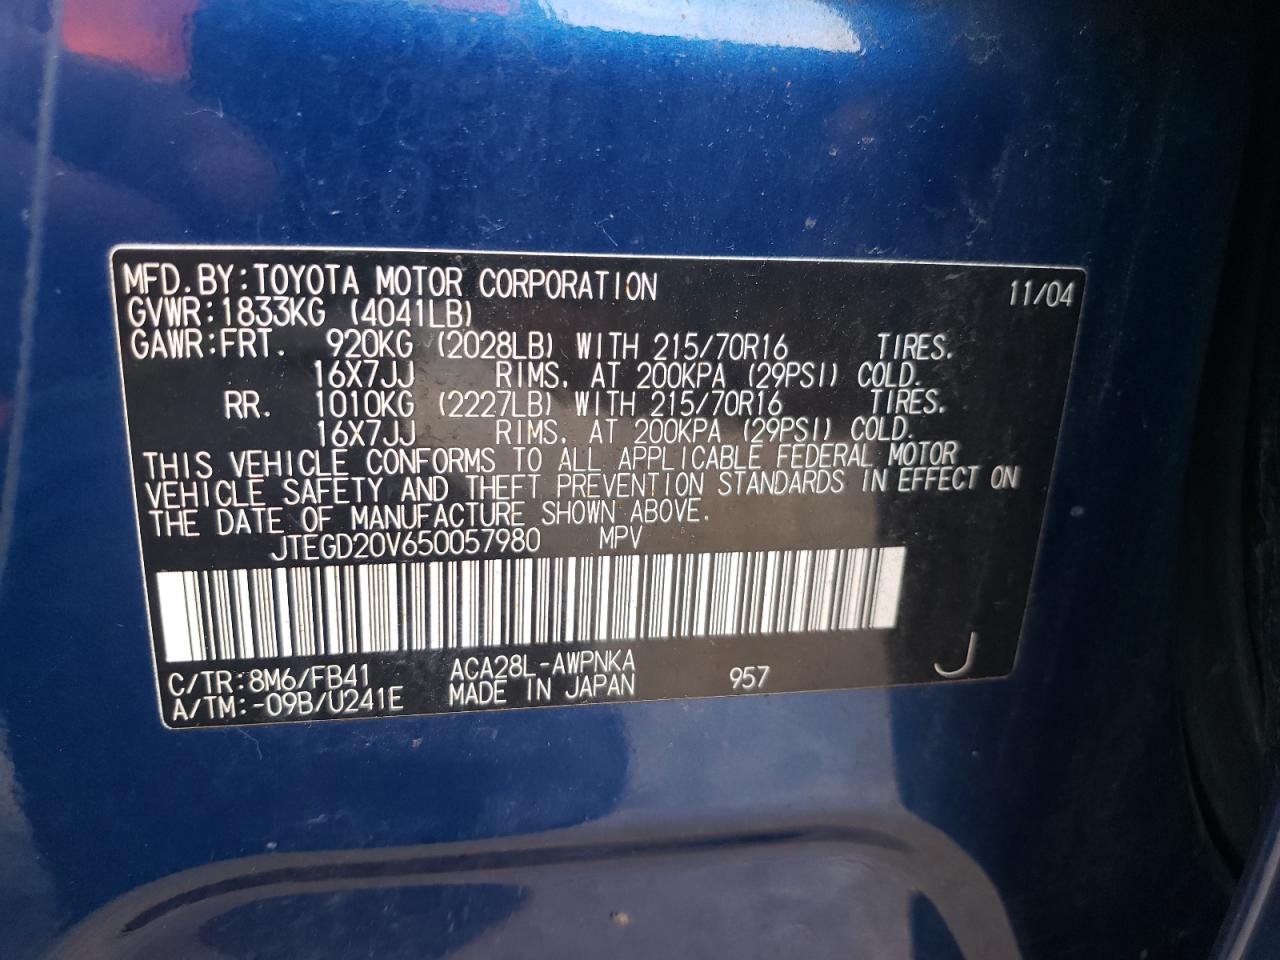 MFD.BY:TOYOTA MOTOR CORPORATION 11/04
GVWR:1833KG (4041LB)
GAWR:FRT. 920KG (2028LB) WITH 215/70R16 TIRES.
16X7JJ RIMS, AT 200KPA (29PSI) COLD.
RR. 1010KG (2227LB) WITH 215/70R16 TIRES.
16X7JJ RIMS, AT 200KPA (29PSI) COLD.
THIS VEHICLE CONFORMS TO ALL APPLICABLE FEDERAL MOTOR
VEHICLE SAFETY AND THEFT PREVENTION STANDARDS IN EFFECT ON
THE DATE OF MANUFACTURE SHOWN ABOVE.
JTEGD20V650057980 MPV
C/TR:8M6/FB41 ACA28L-AWPNKA 957 J
A/TM:-09B/U241E MADE IN JAPAN